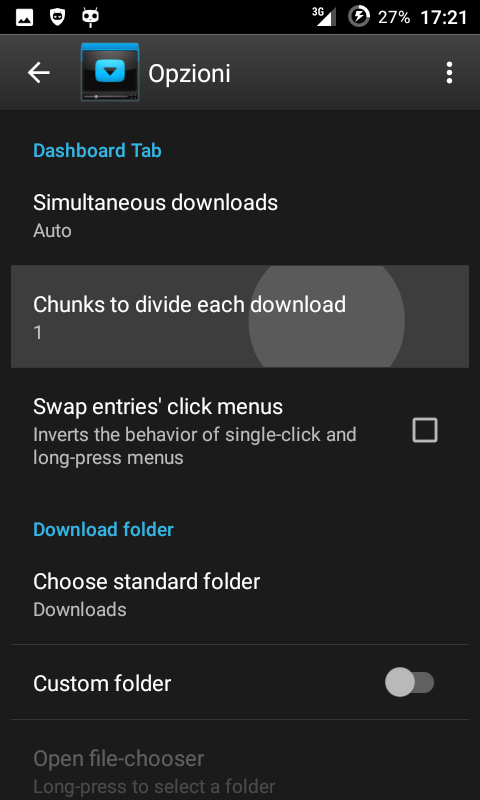 3G 27% 17:21
Opzioni
Dashboard Tab
Simultaneous downloads
Auto
Chunks to divide each download
1
Swap entries' click menus
Inverts the behavior of single-click and
long-press menus
Download folder
Choose standard folder
Downloads
Custom folder
Open file-chooser
Long-press to select a folder